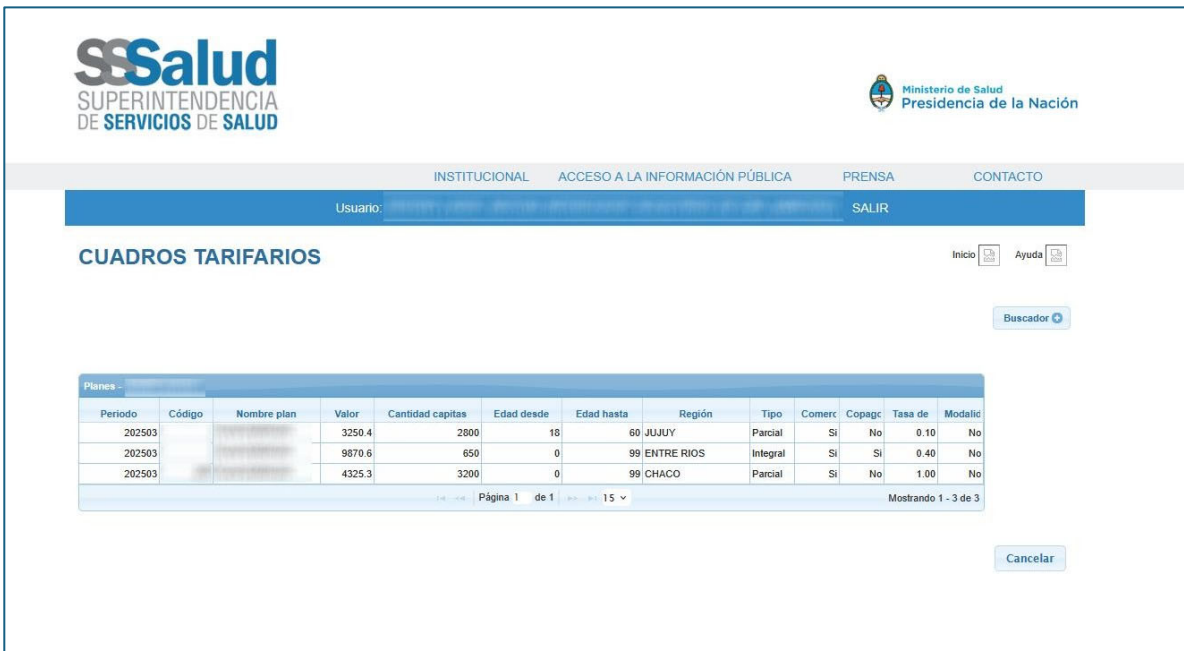 SSSalud
SUPERINTENDENCIA
DE SERVICIOS DE SALUD
Ministerio de Salud
Presidencia de la Nación
INSTITUCIONAL ACCESO A LA INFORMACIÓN PÚBLICA PRENSA CONTACTO
Usuario: SALIR
CUADROS TARIFARIOS
Inicio Ayuda
Buscador
Planes -
Periodo Código Nombre plan Valor Cantidad capitas Edad desde Edad hasta Región Tipo Comerc Copago Tasa de Modalid
202503 3250.4 2800 18 60 JUJUY Parcial Si No 0.10 No
202503 9870.6 650 0 99 ENTRE RIOS Integral Si Si 0.40 No
202503 4325.3 3200 0 99 CHACO Parcial Si No 1.00 No
Página 1 de 1 15 Mostrando 1 - 3 de 3
Cancelar